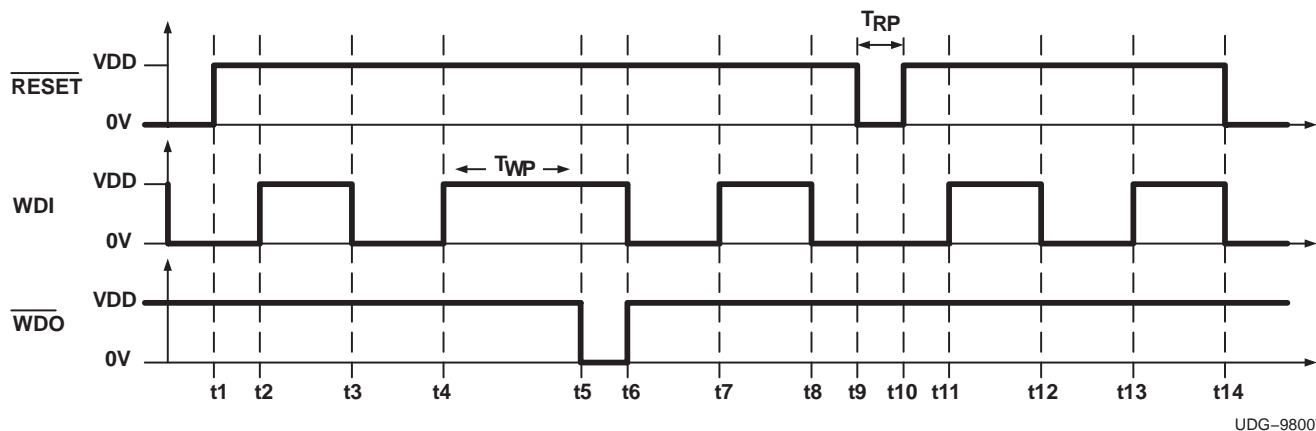 TRP
VDD
RESET
0V
TWP
VDD
WDI
0V
VDD
WDO
0V
t1 t2 t3 t4 t5 t6 t7 t8 t9 t10 t11 t12 t13 t14
UDG–9800